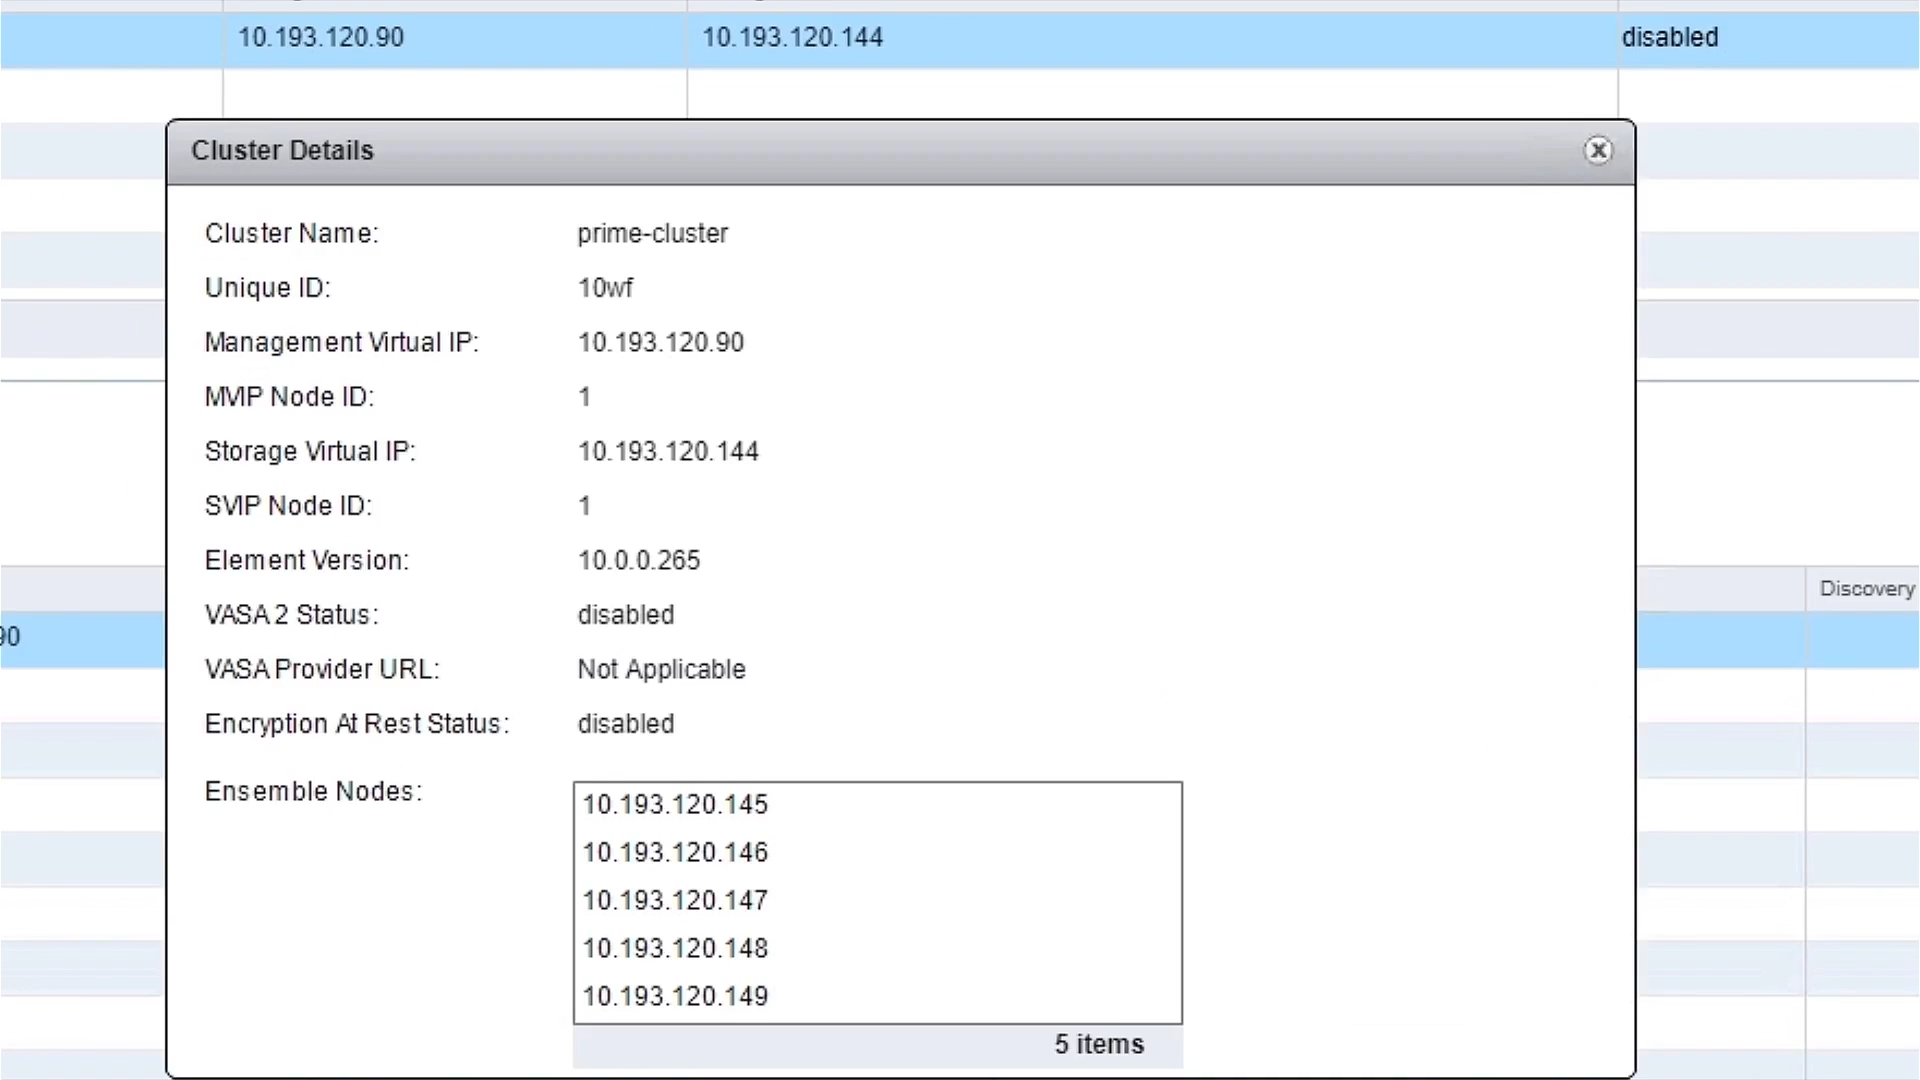 10.193.120.90 10.193.120.144 disabled
Cluster Details
Cluster Name: prime-cluster
Unique ID: 10wf
Management Virtual IP: 10.193.120.90
MVIP Node ID: 1
Storage Virtual IP: 10.193.120.144
SVIP Node ID: 1
Element Version: 10.0.0.265
Discovery
VASA 2 Status: disabled
90
VASA Provider URL: Not Applicable
Encryption At Rest Status: disabled
Ensemble Nodes:
10.193.120.145
10.193.120.146
10.193.120.147
10.193.120.148
10.193.120.149
5 items